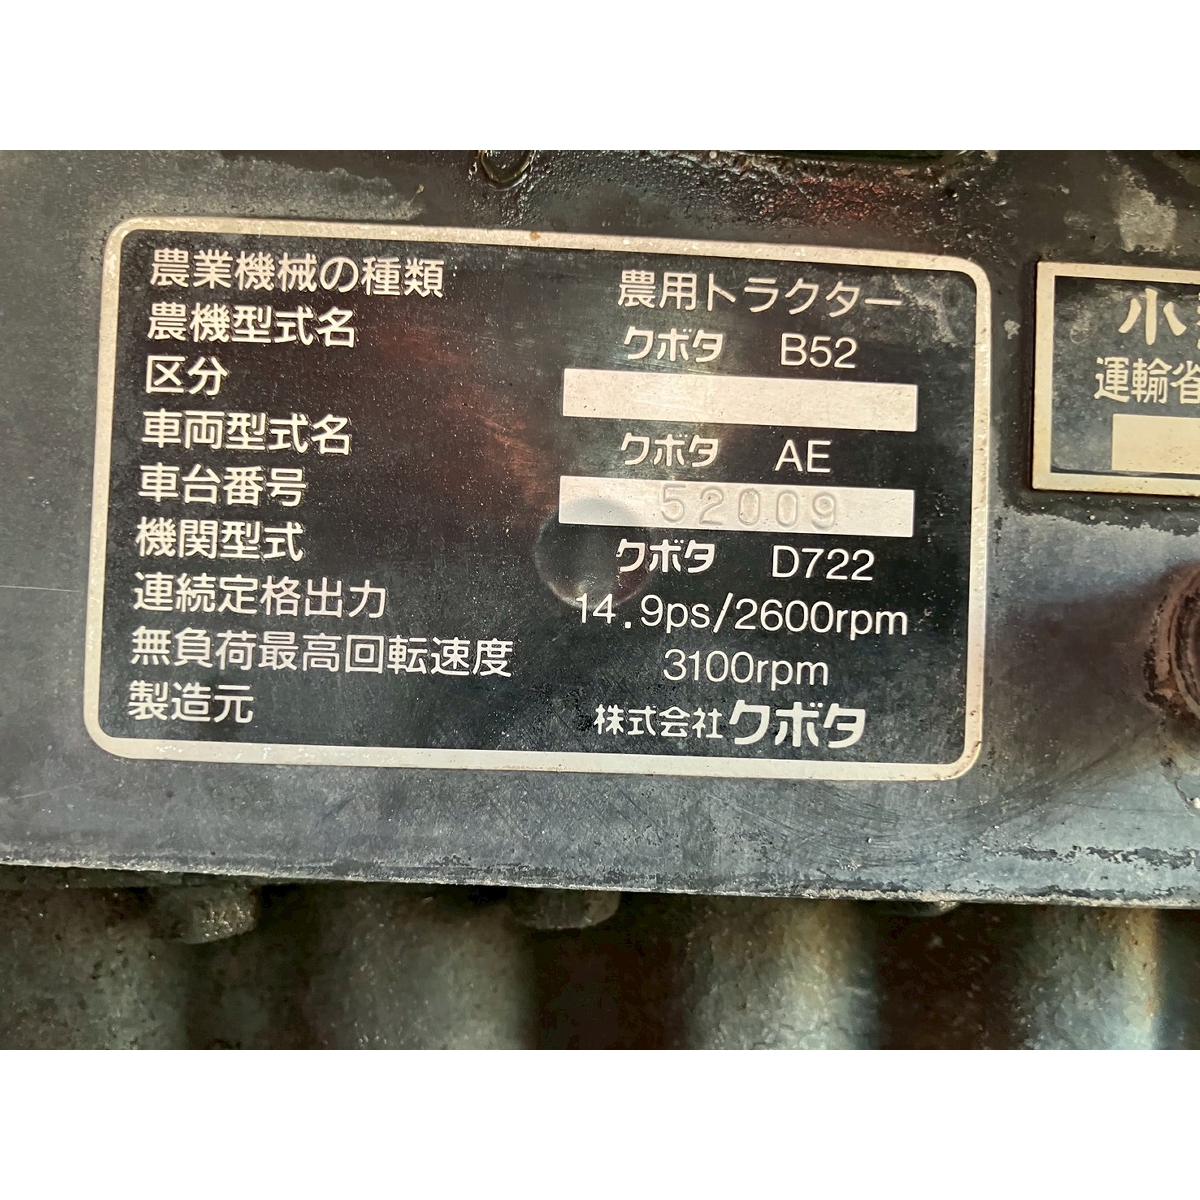 農業機械の種類 農用トラクター
農機型式名 クボタ B52
区分
車両型式名 クボタ AE
車台番号 52009
機関型式 クボタ D722
連続定格出力 14.9ps/2600rpm
無負荷最高回転速度 3100rpm
製造元 株式会社クボタ
小
運輸省